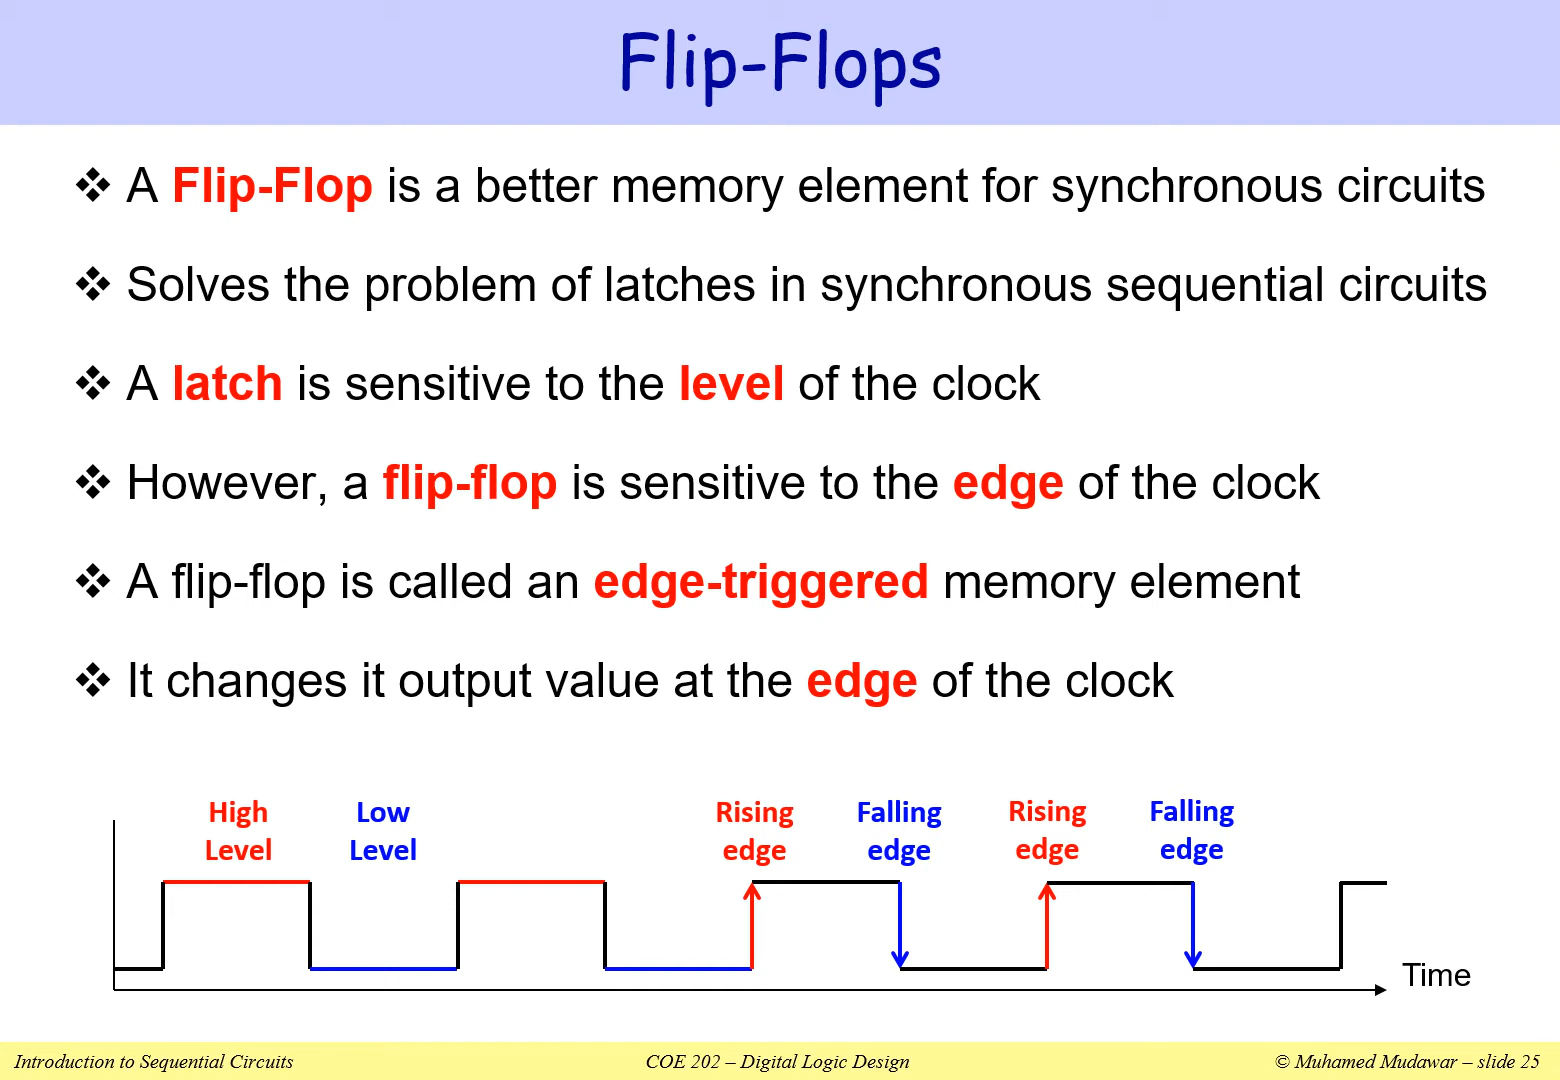 Flip-Flops
❖ A Flip-Flop is a better memory element for synchronous circuits
❖ Solves the problem of latches in synchronous sequential circuits
❖ A latch is sensitive to the level of the clock
❖ However, a flip-flop is sensitive to the edge of the clock
❖ A flip-flop is called an edge-triggered memory element
❖ It changes it output value at the edge of the clock
High Level
Low Level
Rising edge
Falling edge
Rising edge
Falling edge
Time
Introduction to Sequential Circuits
COE 202 – Digital Logic Design
© Muhamed Mudawar – slide 25